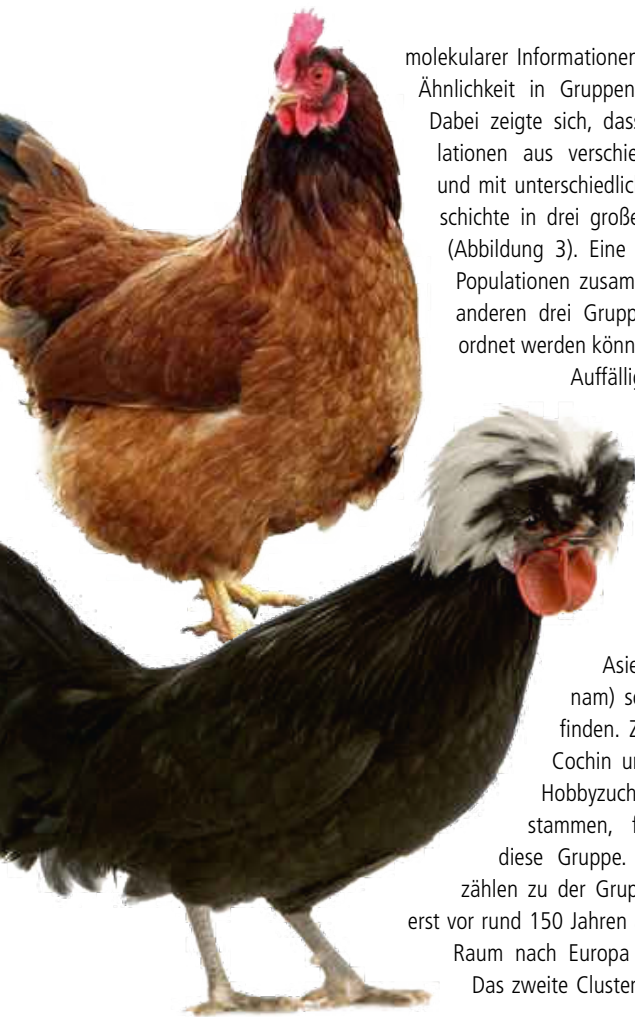 molekularer Informationen
Ähnlichkeit in Gruppen
Dabei zeigte sich, dass
lationen aus verschie
und mit unterschiedlic
schichte in drei große
(Abbildung 3). Eine
Populationen zusam
anderen drei Grupp
ordnet werden könn
Auffällig
Asie
nam) so
finden. Z
Cochin un
Hobbyzuch
stammen, f
diese Gruppe.
zählen zu der Grup
erst vor rund 150 Jahren
Raum nach Europa
Das zweite Cluster